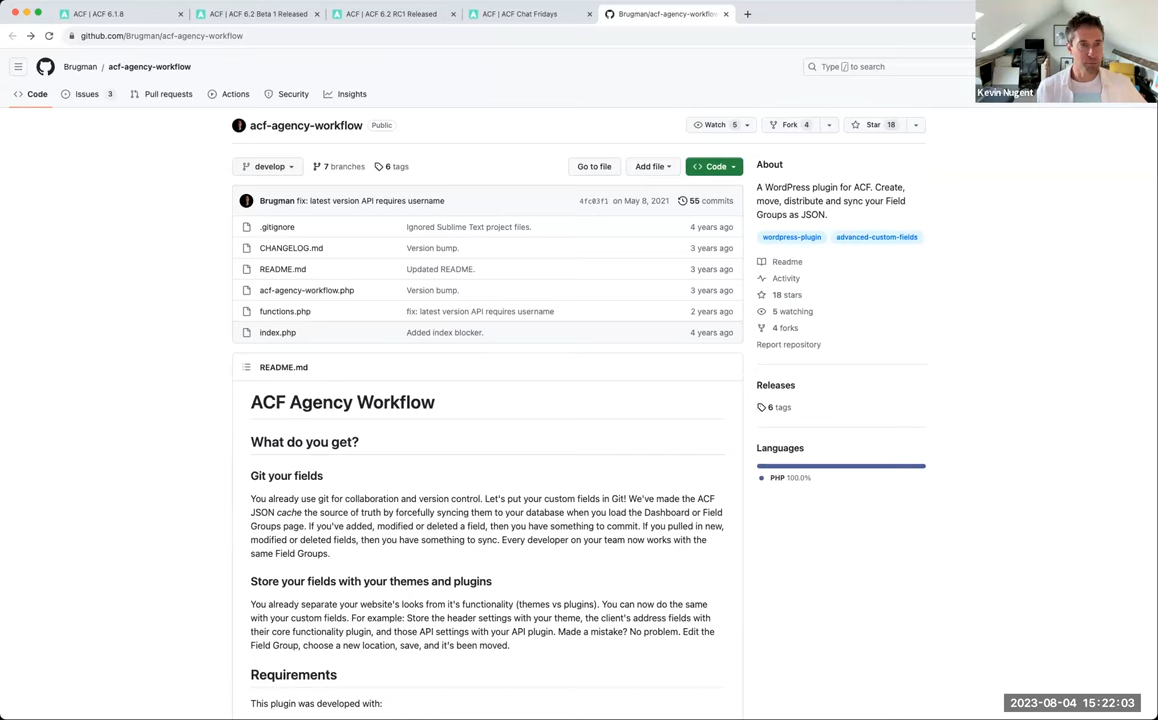 ACF | ACF 6.1.8
ACF | ACF 6.2 Beta 1 Released
ACF | ACF 6.2 RC1 Released
ACF | ACF Chat Fridays
Brugman/acf-agency-workflow
github.com/Brugman/acf-agency-workflow
Kevin Nugent
Brugman / acf-agency-workflow
Type / to search
Code
Issues 3
Pull requests
Actions
Security
Insights
acf-agency-workflow Public
Watch 5
Fork 4
Star 18
develop
7 branches
6 tags
Go to file
Add file
Code
Brugman fix: latest version API requires username 4fc03f1 on May 8, 2021 55 commits
.gitignore Ignored Sublime Text project files. 4 years ago
CHANGELOG.md Version bump. 3 years ago
README.md Updated README. 3 years ago
acf-agency-workflow.php Version bump. 3 years ago
functions.php fix: latest version API requires username 2 years ago
index.php Added index blocker. 4 years ago
README.md
ACF Agency Workflow
What do you get?
Git your fields
You already use git for collaboration and version control. Let's put your custom fields in Git! We've made the ACF
JSON cache the source of truth by forcefully syncing them to your database when you load the Dashboard or Field
Groups page. If you've added, modified or deleted a field, then you have something to commit. If you pulled in new,
modified or deleted fields, then you have something to sync. Every developer on your team now works with the
same Field Groups.
Store your fields with your themes and plugins
You already separate your website's looks from it's functionality (themes vs plugins). You can now do the same
with your custom fields. For example: Store the header settings with your theme, the client's address fields with
their core functionality plugin, and those API settings with your API plugin. Made a mistake? No problem. Edit the
Field Group, choose a new location, save, and it's been moved.
Requirements
This plugin was developed with:
About
A WordPress plugin for ACF. Create,
move, distribute and sync your Field
Groups as JSON.
wordpress-plugin advanced-custom-fields
Readme
Activity
18 stars
5 watching
4 forks
Report repository
Releases
6 tags
Languages
PHP 100.0%
2023-08-04 15:22:03